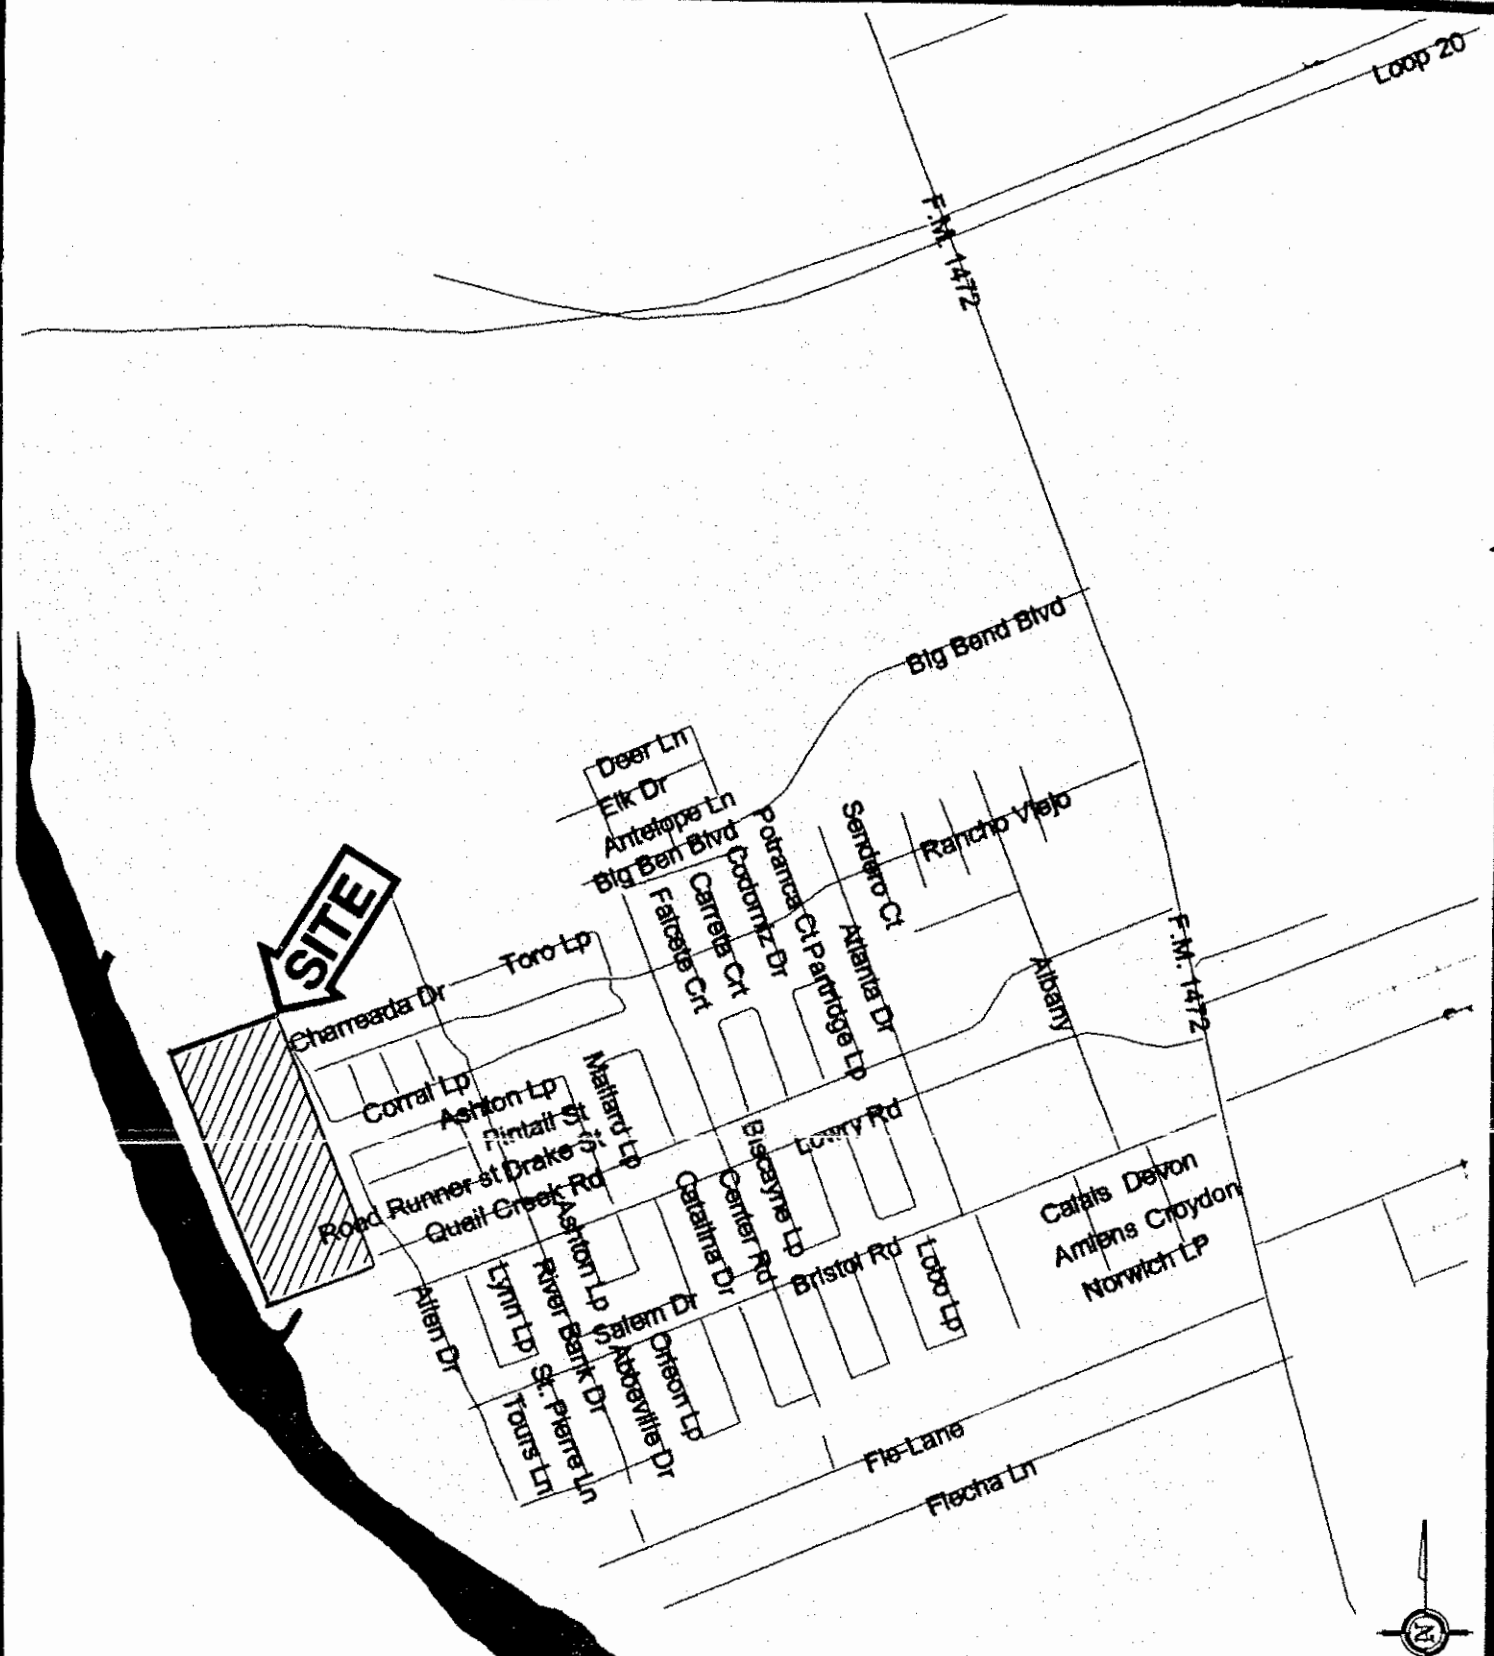 Loop 20
F.M. 1472
Big Bend Blvd
Deer Ln
Elk Dr
Antelope Ln
Big Ben Blvd
Potranca Ct
Sendero Ct
Rancho Viejo
Codorniz Dr
Carreta Crt
Falcete Crt
Partridge Lp
Atlanta Dr
Albany
F.M. 1472
SITE
Toro Lp
Charreada Dr
Corral Lp
Ashton Lp
Pintail St
Mallard Lp
Drake St
Road Runner st
Quail Creek Rd
Lowry Rd
Biscayne Lp
Center Rd
Catalina Dr
Ashton Lp
Calais Devon
Amiens Croydon
Norwich LP
Bristol Rd
Lobo Lp
Salem Dr
River Bank Dr
Lynn Lp
Allen Dr
Orleon Lp
Abbeville Dr
St. Pierre Ln
Tours Ln
Fle Lane
Flecha Ln
N